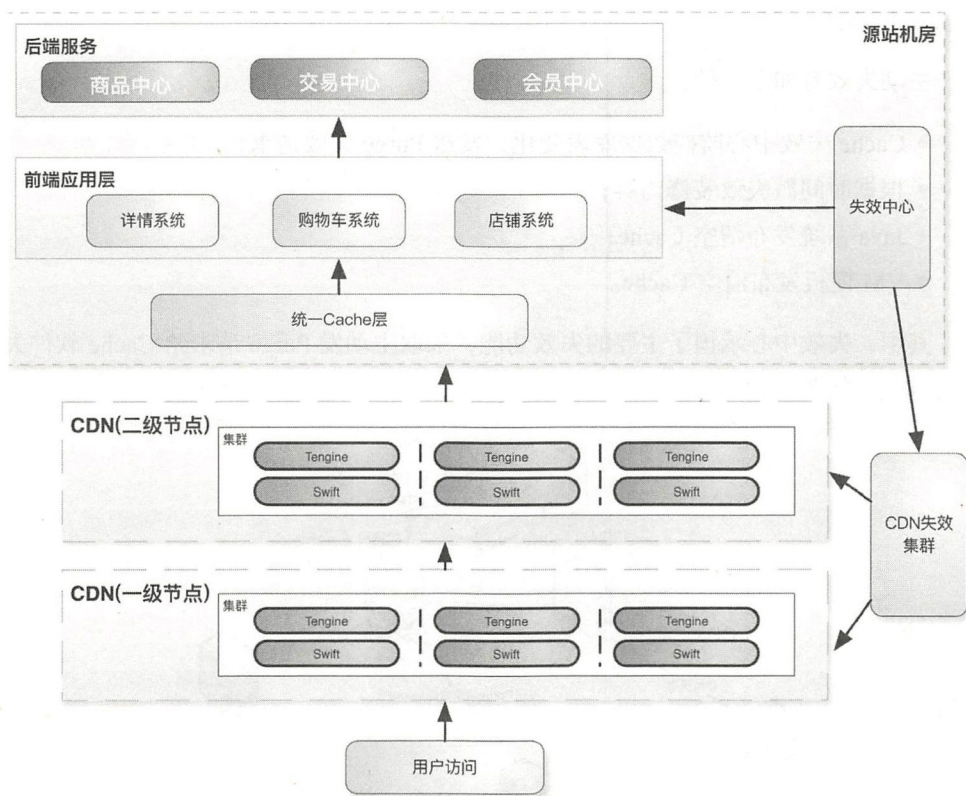 后端服务
源站机房
商品中心
交易中心
会员中心
前端应用层
详情系统
购物车系统
店铺系统
失效中心
统一Cache层
CDN(二级节点)
集群
Tengine
Tengine
Tengine
Swift
Swift
Swift
CDN失效
集群
CDN(一级节点)
集群
Tengine
Tengine
Tengine
Swift
Swift
Swift
用户访问